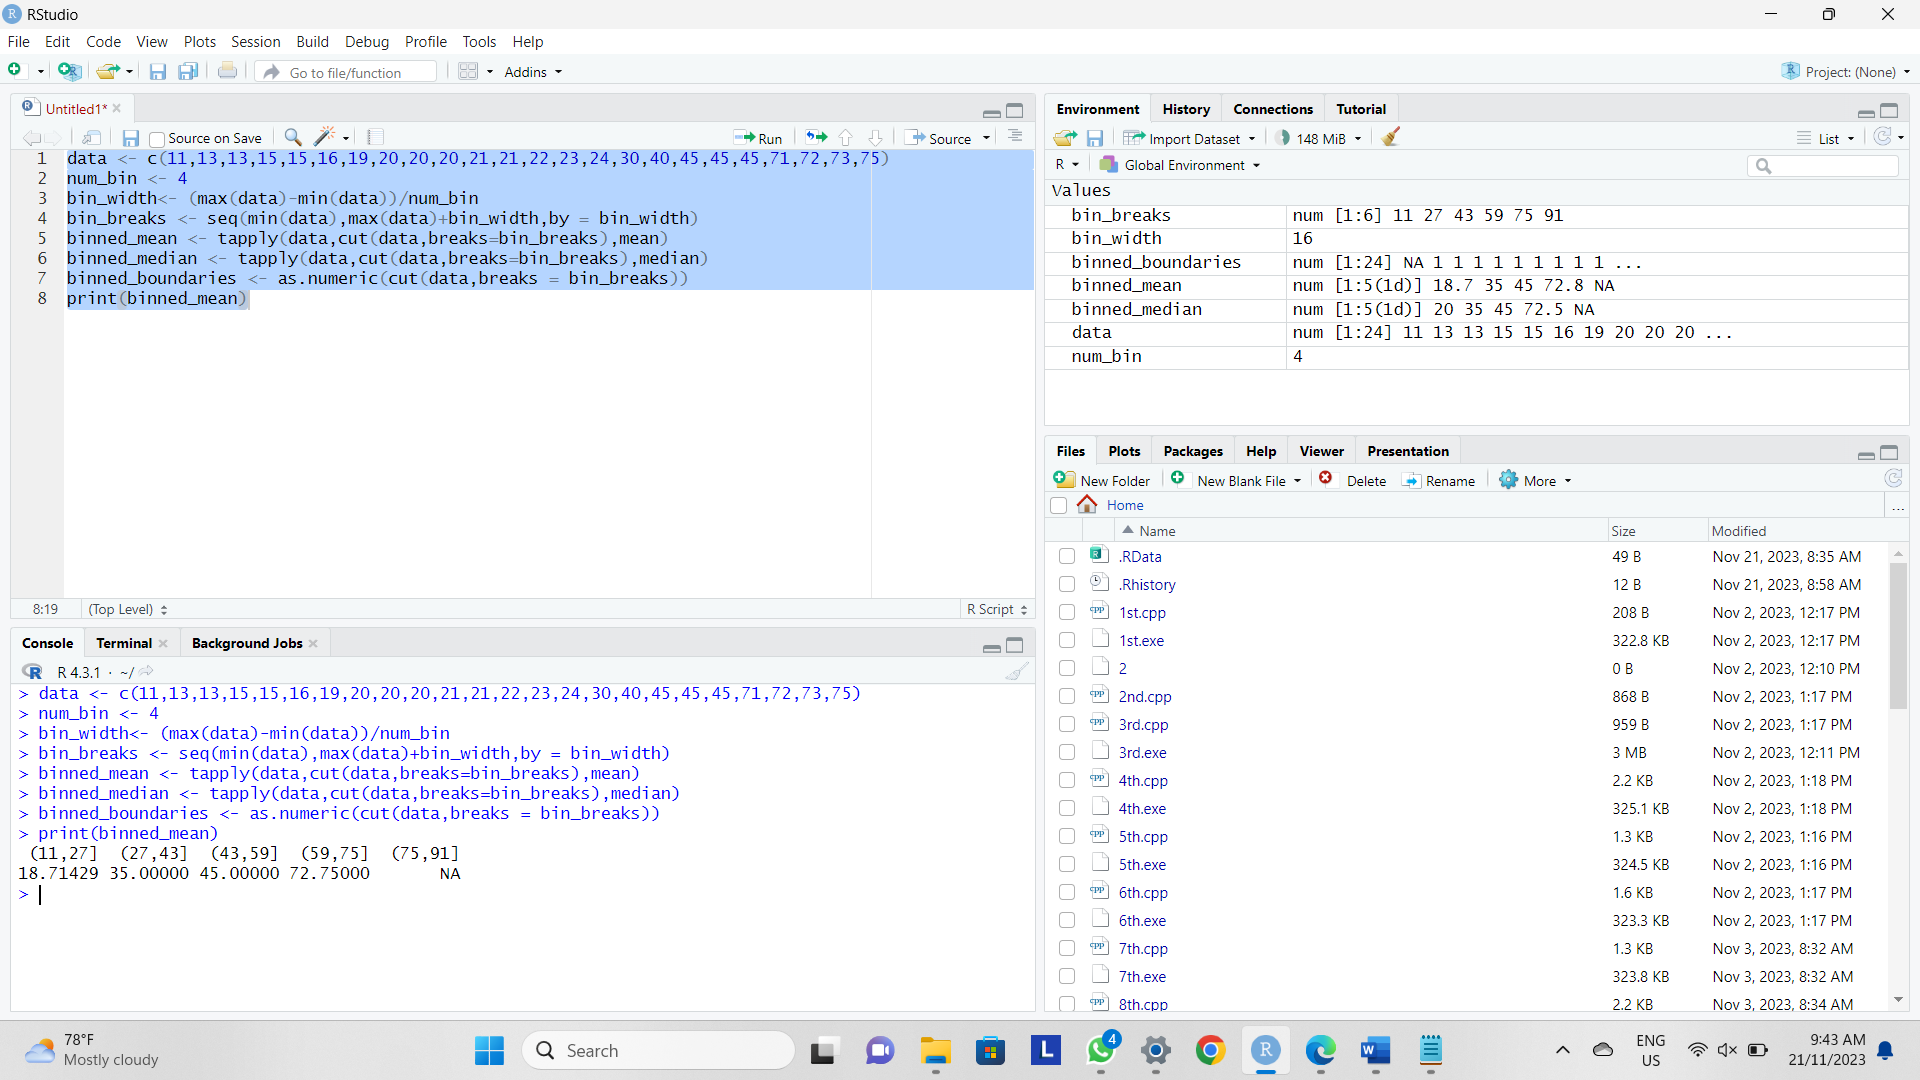 RStudio
File Edit Code View Plots Session Build Debug Profile Tools Help
Go to file/function Addins Project: (None)
Untitled1*
Source on Save Run Source
1 data <- c(11,13,13,15,15,16,19,20,20,20,21,21,22,23,24,30,40,45,45,45,71,72,73,75)
2 num_bin <- 4
3 bin_width<- (max(data)-min(data))/num_bin
4 bin_breaks <- seq(min(data),max(data)+bin_width,by = bin_width)
5 binned_mean <- tapply(data,cut(data,breaks=bin_breaks),mean)
6 binned_median <- tapply(data,cut(data,breaks=bin_breaks),median)
7 binned_boundaries <- as.numeric(cut(data,breaks = bin_breaks))
8 print(binned_mean)
8:19 (Top Level) R Script
Console Terminal Background Jobs
R 4.3.1 · ~/
> data <- c(11,13,13,15,15,16,19,20,20,20,21,21,22,23,24,30,40,45,45,45,71,72,73,75)
> num_bin <- 4
> bin_width<- (max(data)-min(data))/num_bin
> bin_breaks <- seq(min(data),max(data)+bin_width,by = bin_width)
> binned_mean <- tapply(data,cut(data,breaks=bin_breaks),mean)
> binned_median <- tapply(data,cut(data,breaks=bin_breaks),median)
> binned_boundaries <- as.numeric(cut(data,breaks = bin_breaks))
> print(binned_mean)
(11,27] (27,43] (43,59] (59,75] (75,91]
18.71429 35.00000 45.00000 72.75000 NA
>
Environment History Connections Tutorial
Import Dataset 148 MiB List
R Global Environment
Values
bin_breaks num [1:6] 11 27 43 59 75 91
bin_width 16
binned_boundaries num [1:24] NA 1 1 1 1 1 1 1 1 1 ...
binned_mean num [1:5(1d)] 18.7 35 45 72.8 NA
binned_median num [1:5(1d)] 20 35 45 72.5 NA
data num [1:24] 11 13 13 15 15 16 19 20 20 20 ...
num_bin 4
Files Plots Packages Help Viewer Presentation
New Folder New Blank File Delete Rename More
Home ...
Name Size Modified
.RData 49 B Nov 21, 2023, 8:35 AM
.Rhistory 12 B Nov 21, 2023, 8:58 AM
1st.cpp 208 B Nov 2, 2023, 12:17 PM
1st.exe 322.8 KB Nov 2, 2023, 12:17 PM
2 0 B Nov 2, 2023, 12:10 PM
2nd.cpp 868 B Nov 2, 2023, 1:17 PM
3rd.cpp 959 B Nov 2, 2023, 1:17 PM
3rd.exe 3 MB Nov 2, 2023, 12:11 PM
4th.cpp 2.2 KB Nov 2, 2023, 1:18 PM
4th.exe 325.1 KB Nov 2, 2023, 1:18 PM
5th.cpp 1.3 KB Nov 2, 2023, 1:16 PM
5th.exe 324.5 KB Nov 2, 2023, 1:16 PM
6th.cpp 1.6 KB Nov 2, 2023, 1:17 PM
6th.exe 323.3 KB Nov 2, 2023, 1:17 PM
7th.cpp 1.3 KB Nov 3, 2023, 8:32 AM
7th.exe 323.8 KB Nov 3, 2023, 8:32 AM
8th.cpp 2.2 KB Nov 3, 2023, 8:34 AM
78°F
Mostly cloudy
Search
4
ENG
US
9:43 AM
21/11/2023